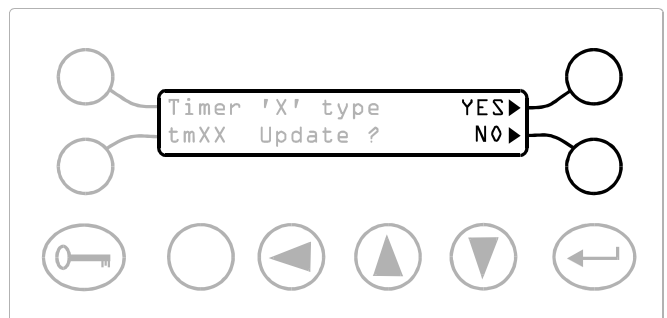 Timer 'X' type YES▶
tmXX Update ? NO▶